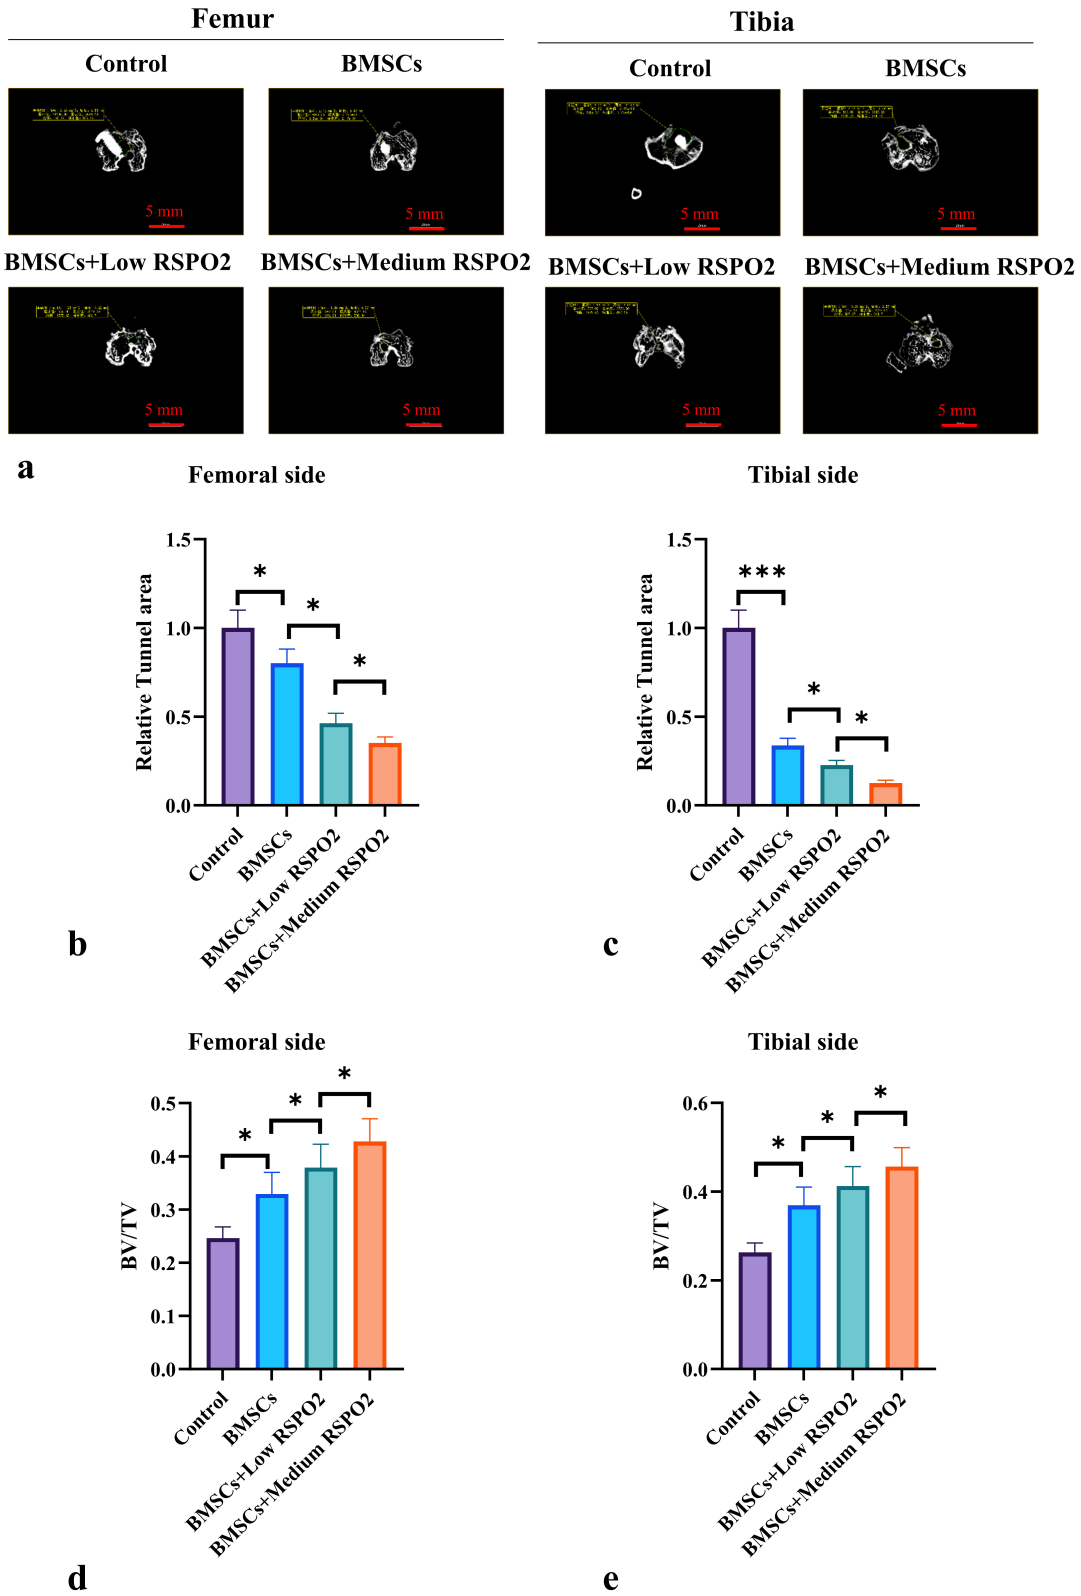 Femur
Tibia
Control
BMSCs
Control
BMSCs
5 mm
5 mm
5 mm
5 mm
BMSCs+Low RSPO2
BMSCs+Medium RSPO2
BMSCs+Low RSPO2
BMSCs+Medium RSPO2
5 mm
5 mm
5 mm
5 mm
a
Femoral side
Relative Tunnel area
1.5
1.0
0.5
0.0
*
*
*
Control
BMSCs
BMSCs+Low RSPO2
BMSCs+Medium RSPO2
b
Tibial side
Relative Tunnel area
1.5
1.0
0.5
0.0
***
*
*
Control
BMSCs
BMSCs+Low RSPO2
BMSCs+Medium RSPO2
c
Femoral side
BV/TV
0.5
0.4
0.3
0.2
0.1
0.0
*
*
*
Control
BMSCs
BMSCs+Low RSPO2
BMSCs+Medium RSPO2
d
Tibial side
BV/TV
0.6
0.4
0.2
0.0
*
*
*
Control
BMSCs
BMSCs+Low RSPO2
BMSCs+Medium RSPO2
e